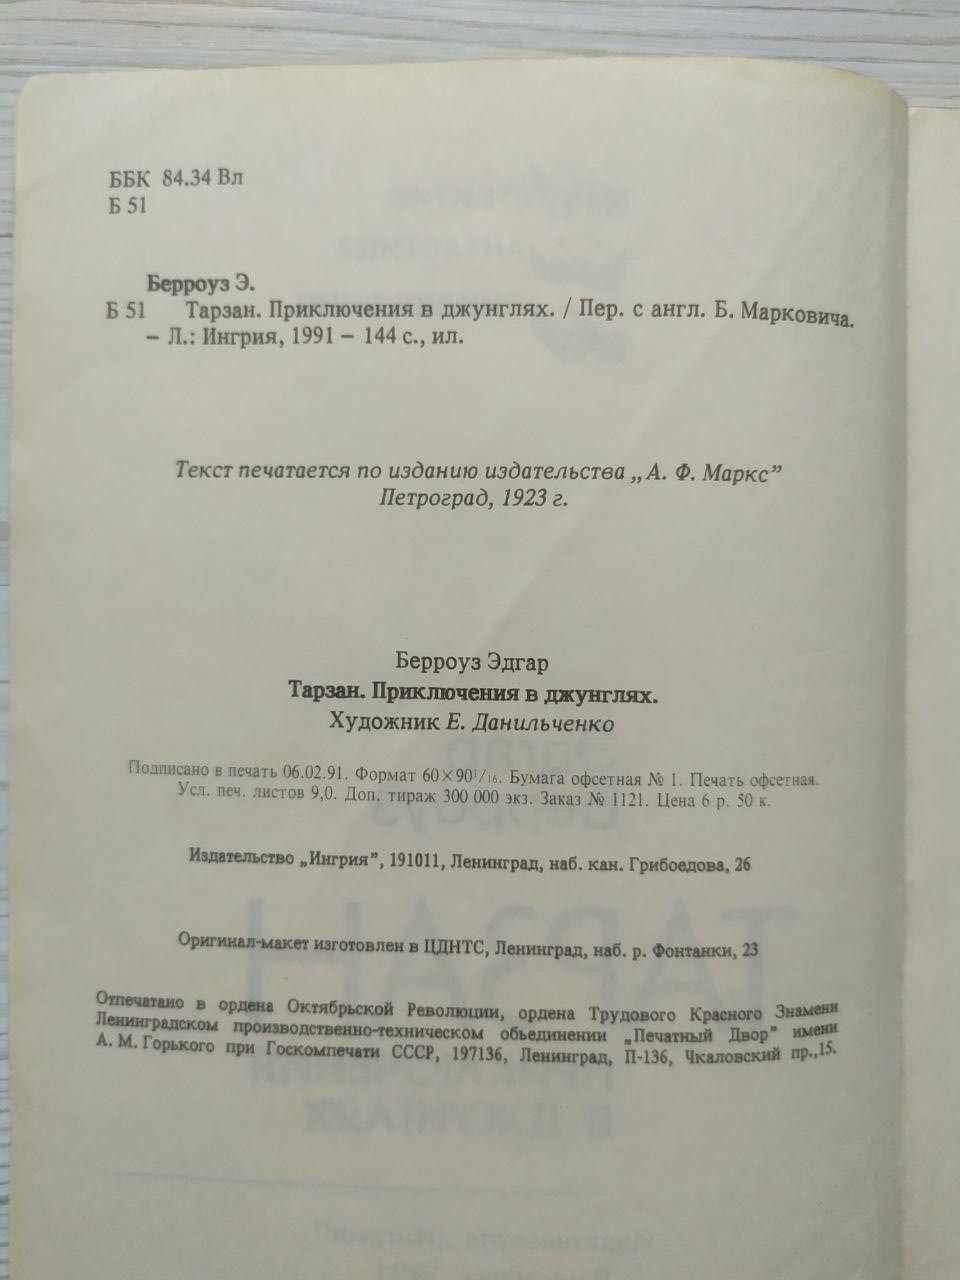 ББК 84.34 Вл
Б 51
Берроуз Э.
Б 51 Тарзан. Приключения в джунглях. / Пер. с англ. Б. Марковича.
– Л.: Ингрия, 1991 – 144 с., ил.
Текст печатается по изданию издательства „А. Ф. Маркс”
Петроград, 1923 г.
Берроуз Эдгар
Тарзан. Приключения в джунглях.
Художник Е. Данильченко
Подписано в печать 06.02.91. Формат 60×90¹/₁₆. Бумага офсетная № 1. Печать офсетная.
Усл. печ. листов 9,0. Доп. тираж 300 000 экз. Заказ № 1121. Цена 6 р. 50 к.
Издательство „Ингрия”, 191011, Ленинград, наб. кан. Грибоедова, 26
Оригинал-макет изготовлен в ЦДНТС, Ленинград, наб. р. Фонтанки, 23
Отпечатано в ордена Октябрьской Революции, ордена Трудового Красного Знамени
Ленинградском производственно-техническом объединении „Печатный Двор” имени
А. М. Горького при Госкомпечати СССР, 197136, Ленинград, П-136, Чкаловский пр.,15.